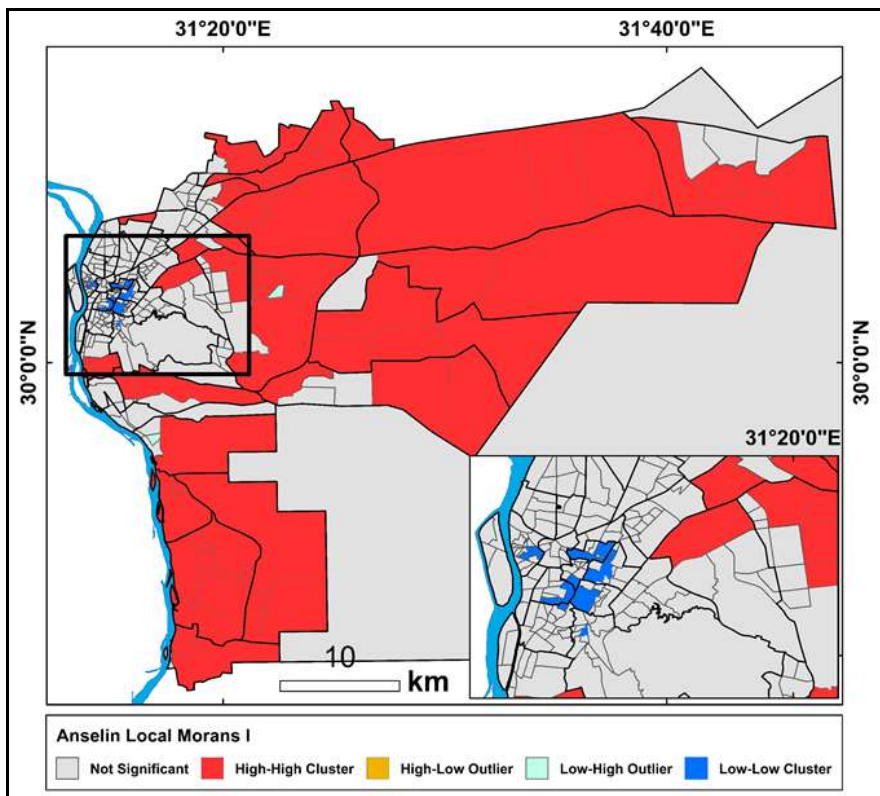 31°20'0"E
31°40'0"E
30°0'0"N
30°0'0"N
31°20'0"E
10
km
Anselin Local Morans I
Not Significant
High-High Cluster
High-Low Outlier
Low-High Outlier
Low-Low Cluster